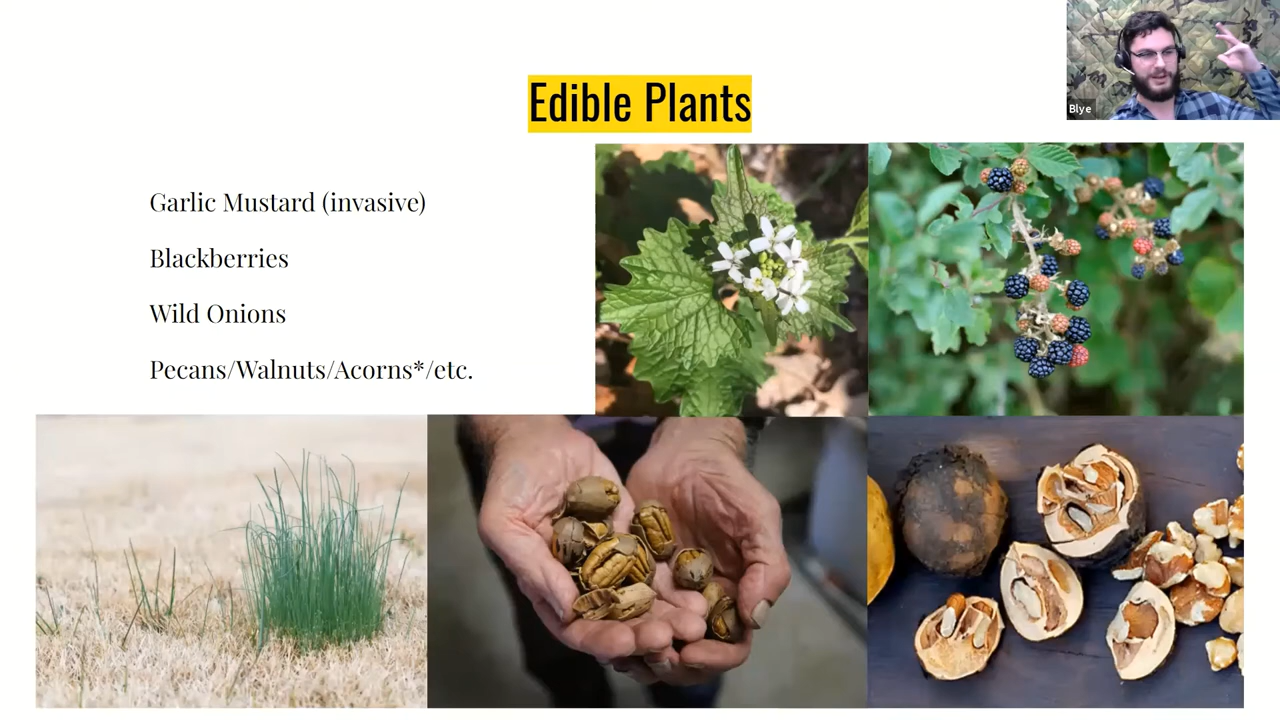 Edible Plants
Blye
Garlic Mustard (invasive)
Blackberries
Wild Onions
Pecans/Walnuts/Acorns*/etc.